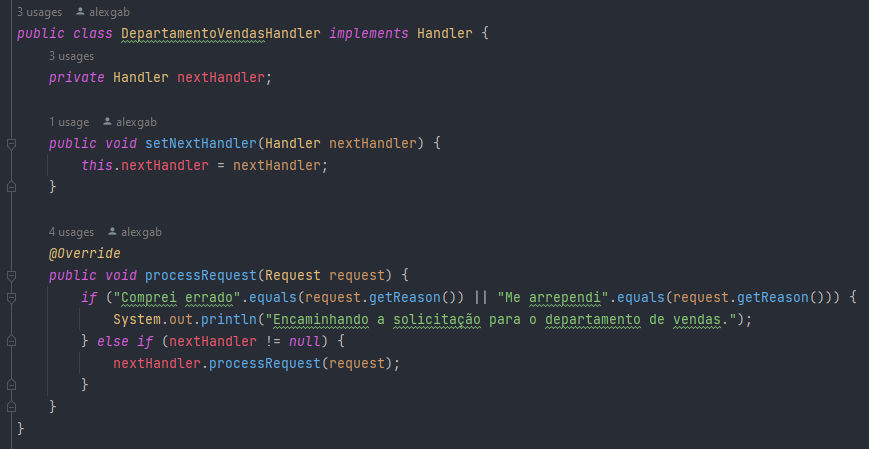 3 usages alexgab
public class DepartamentoVendasHandler implements Handler {
3 usages
private Handler nextHandler;
1 usage alexgab
public void setNextHandler(Handler nextHandler) {
this.nextHandler = nextHandler;
}
4 usages alexgab
@Override
public void processRequest(Request request) {
if ("Comprei errado".equals(request.getReason()) || "Me arrependi".equals(request.getReason())) {
System.out.println("Encaminhando a solicitação para o departamento de vendas.");
} else if (nextHandler != null) {
nextHandler.processRequest(request);
}
}
}